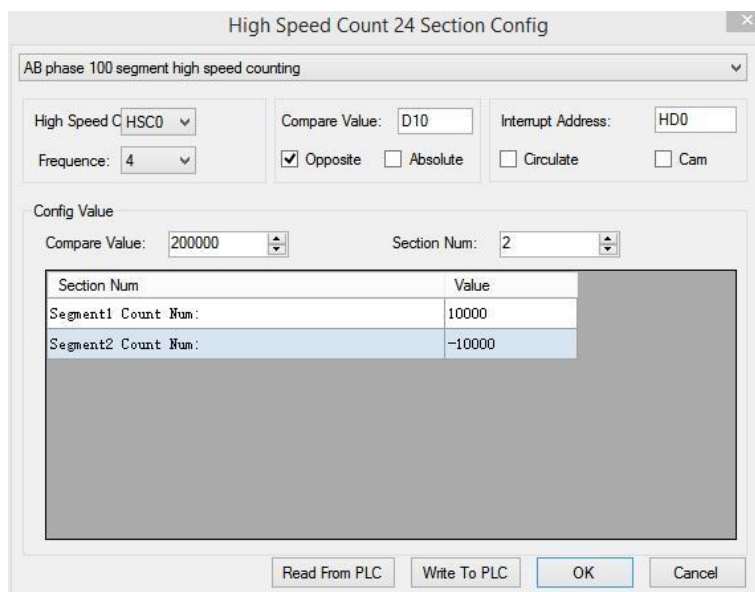 High Speed Count 24 Section Config
AB phase 100 segment high speed counting
High Speed C HSC0
Compare Value: D10
Interrupt Address: HD0
Frequence: 4
Opposite
Absolute
Circulate
Cam
Config Value
Compare Value: 200000
Section Num: 2
Section Num Value
Segment1 Count Num: 10000
Segment2 Count Num: -10000
Read From PLC
Write To PLC
OK
Cancel